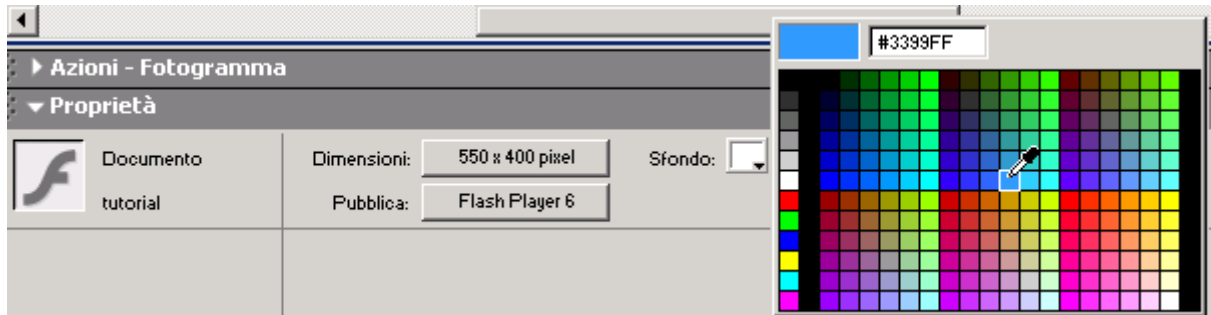 #3399FF
Azioni - Fotogramma
Proprietà
Documento Dimensioni: 550 x 400 pixel Sfondo:
tutorial Pubblica: Flash Player 6